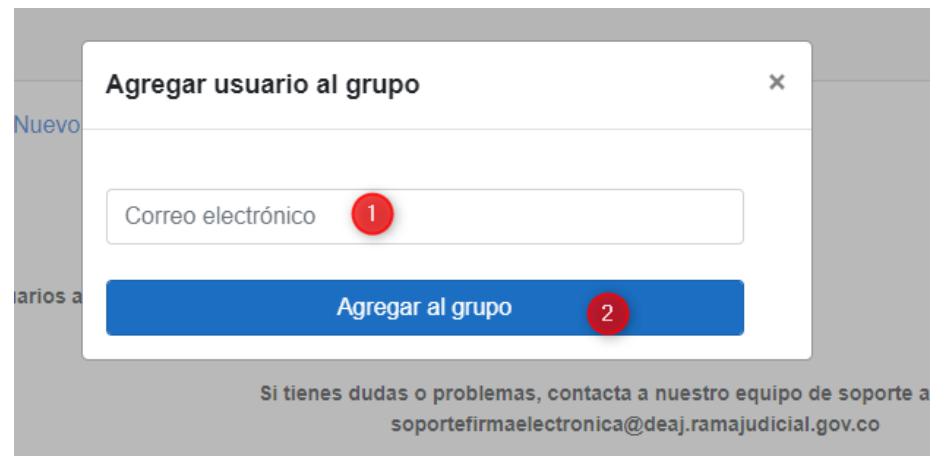 Agregar usuario al grupo ×
Nuevo
Correo electrónico 1
Agregar al grupo 2
arios a
Si tienes dudas o problemas, contacta a nuestro equipo de soporte a
soportefirmaelectronica@deaj.ramajudicial.gov.co